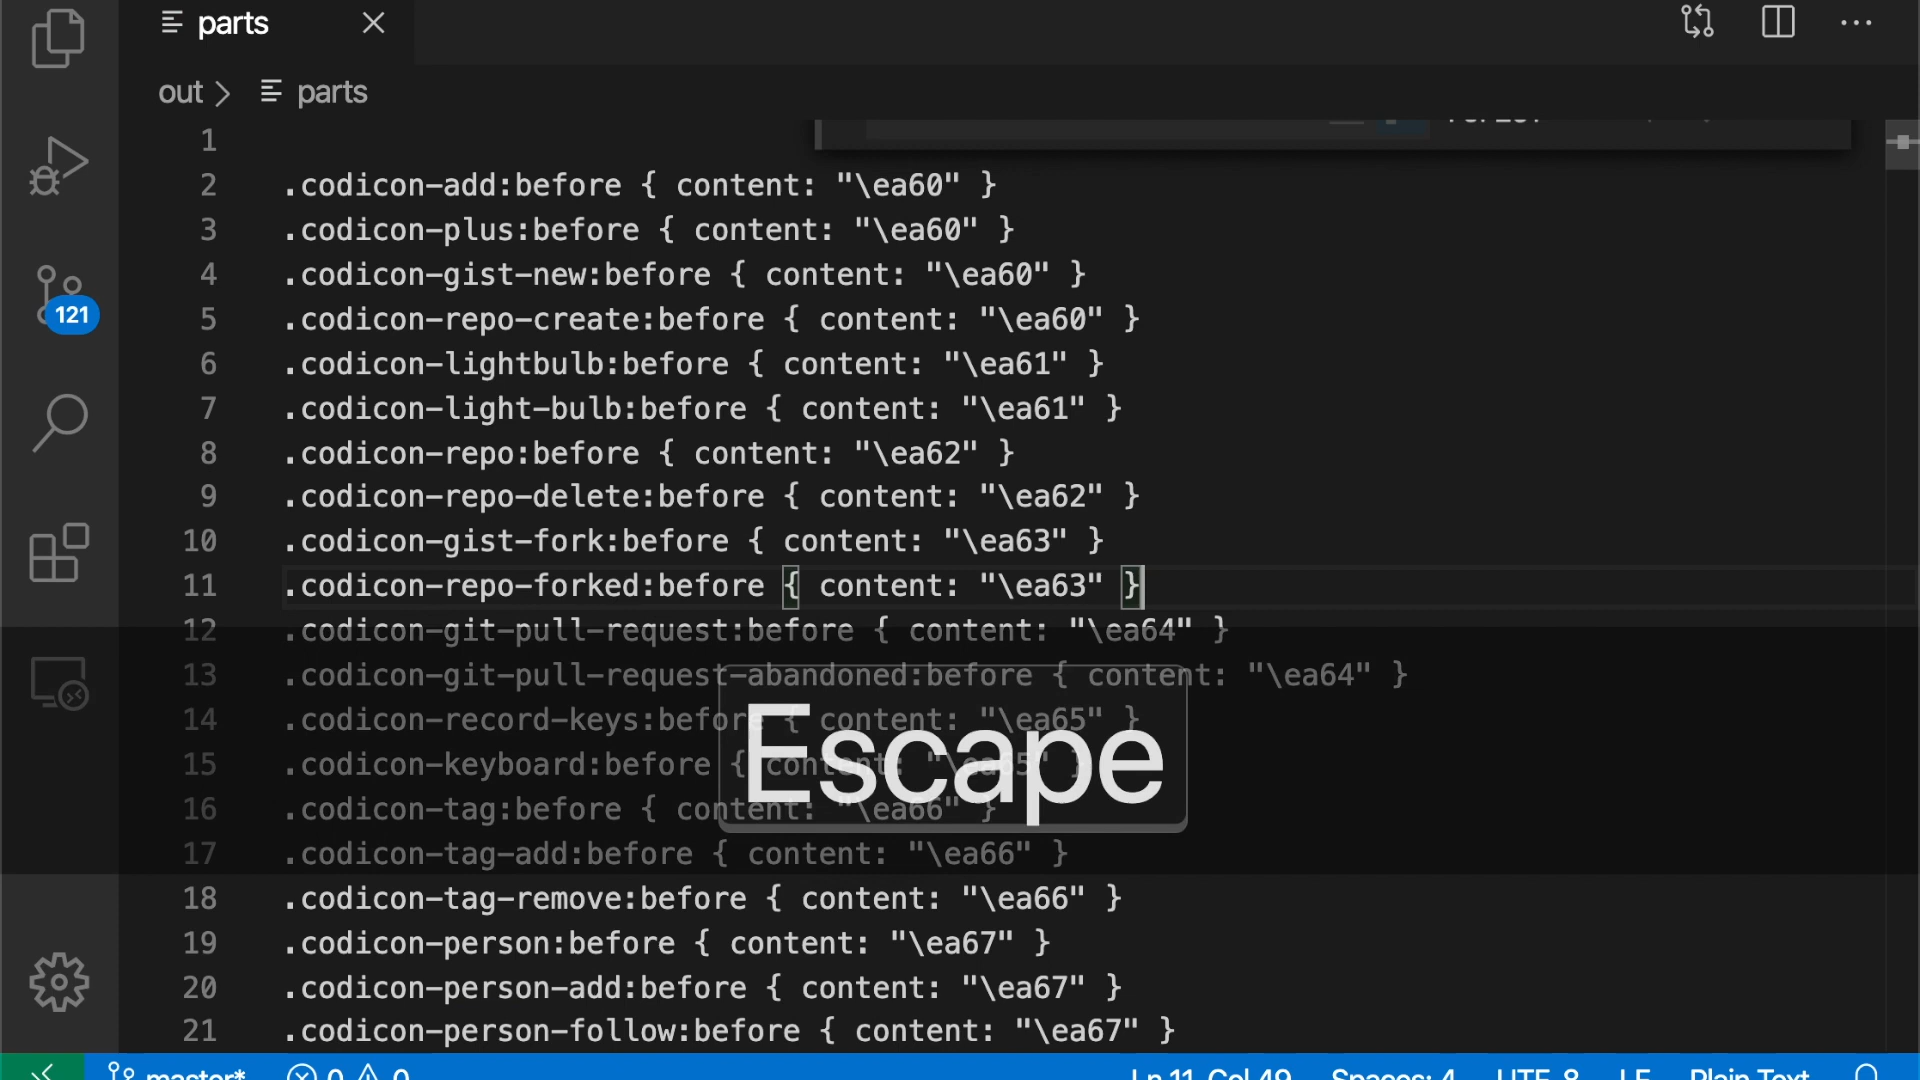 parts
out > parts
1
2 .codicon-add:before { content: "\ea60" }
3 .codicon-plus:before { content: "\ea60" }
4 .codicon-gist-new:before { content: "\ea60" }
5 .codicon-repo-create:before { content: "\ea60" }
6 .codicon-lightbulb:before { content: "\ea61" }
7 .codicon-light-bulb:before { content: "\ea61" }
8 .codicon-repo:before { content: "\ea62" }
9 .codicon-repo-delete:before { content: "\ea62" }
10 .codicon-gist-fork:before { content: "\ea63" }
11 .codicon-repo-forked:before { content: "\ea63" }
12 .codicon-git-pull-request:before { content: "\ea64" }
13 .codicon-git-pull-request-abandoned:before { content: "\ea64" }
14 .codicon-record-keys:before { content: "\ea65" }
15 .codicon-keyboard:before { content: "\ea65" }
16 .codicon-tag:before { content: "\ea66" }
17 .codicon-tag-add:before { content: "\ea66" }
18 .codicon-tag-remove:before { content: "\ea66" }
19 .codicon-person:before { content: "\ea67" }
20 .codicon-person-add:before { content: "\ea67" }
21 .codicon-person-follow:before { content: "\ea67" }
121
Escape
master* 0 0 Ln 11, Col 49 Spaces: 4 UTF-8 LF Plain Text